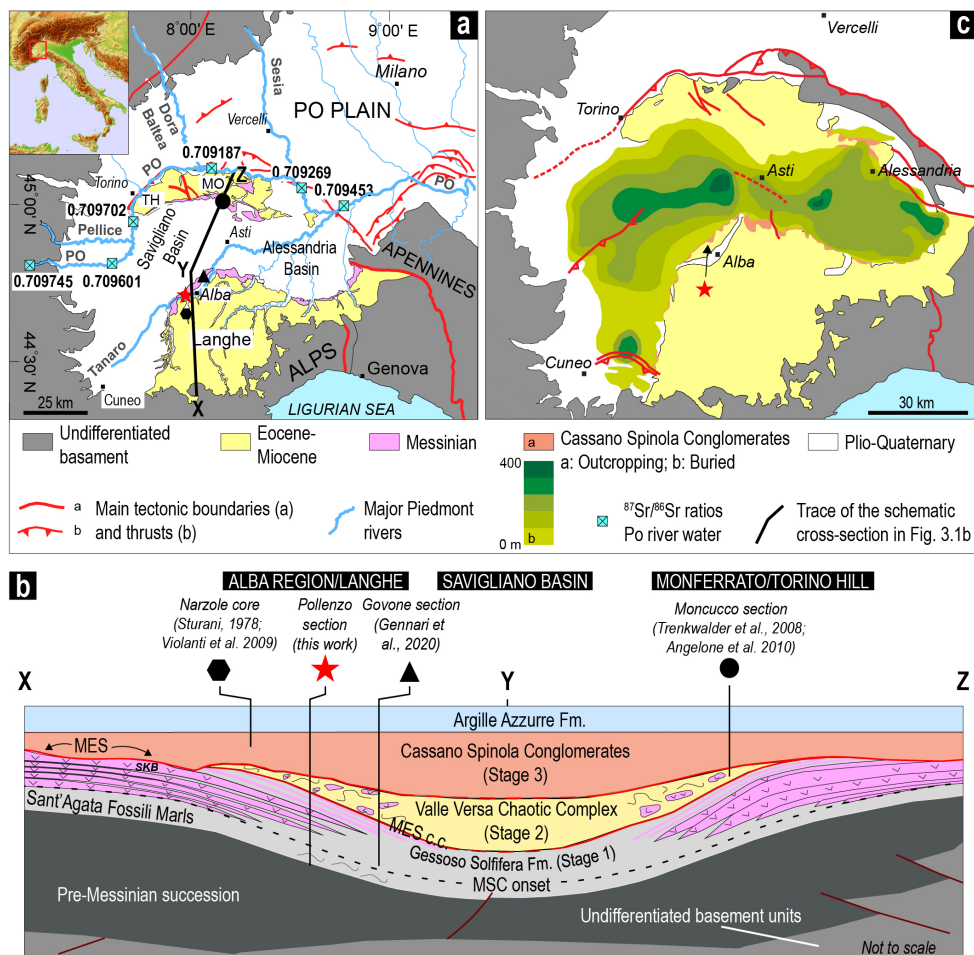 8°00' E
9°00' E
a
Sesia
Dora
Baltea
Milano
PO PLAIN
Vercelli
0.709187
Z
0.709269
PO
MO
0.709453
45°00' N
Torino
TH
PO
0.709702
Pellice
Savigliano
Basin
Asti
Alessandria
Basin
PO
Y
0.709745
0.709601
Alba
APENNINES
Langhe
44°30' N
Tanaro
ALPS
Genova
Cuneo
X
25 km
LIGURIAN SEA
Vercelli
c
Torino
Asti
Alessandria
Alba
Cuneo
30 km
Undifferentiated
basament
Eocene-
Miocene
Messinian
a Cassano Spinola Conglomerates
a: Outcropping; b: Buried
Plio-Quaternary
400
0 m
b
a Main tectonic boundaries (a)
b and thrusts (b)
Major Piedmont
rivers
⁸⁷Sr/⁸⁶Sr ratios
Po river water
Trace of the schematic
cross-section in Fig. 3.1b
b
ALBA REGION/LANGHE
SAVIGLIANO BASIN
MONFERRATO/TORINO HILL
Narzole core
(Sturani, 1978;
Violanti et al. 2009)
Pollenzo
section
(this work)
Govone section
(Gennari et
al., 2020)
Moncucco section
(Trenkwalder et al., 2008;
Angelone et al. 2010)
X
Y
Z
Argille Azzurre Fm.
MES
SKB
Cassano Spinola Conglomerates
(Stage 3)
Sant'Agata Fossili Marls
Valle Versa Chaotic Complex
(Stage 2)
MES c.c.
Gessoso Solfifera Fm. (Stage 1)
MSC onset
Pre-Messinian succession
Undifferentiated basement units
Not to scale